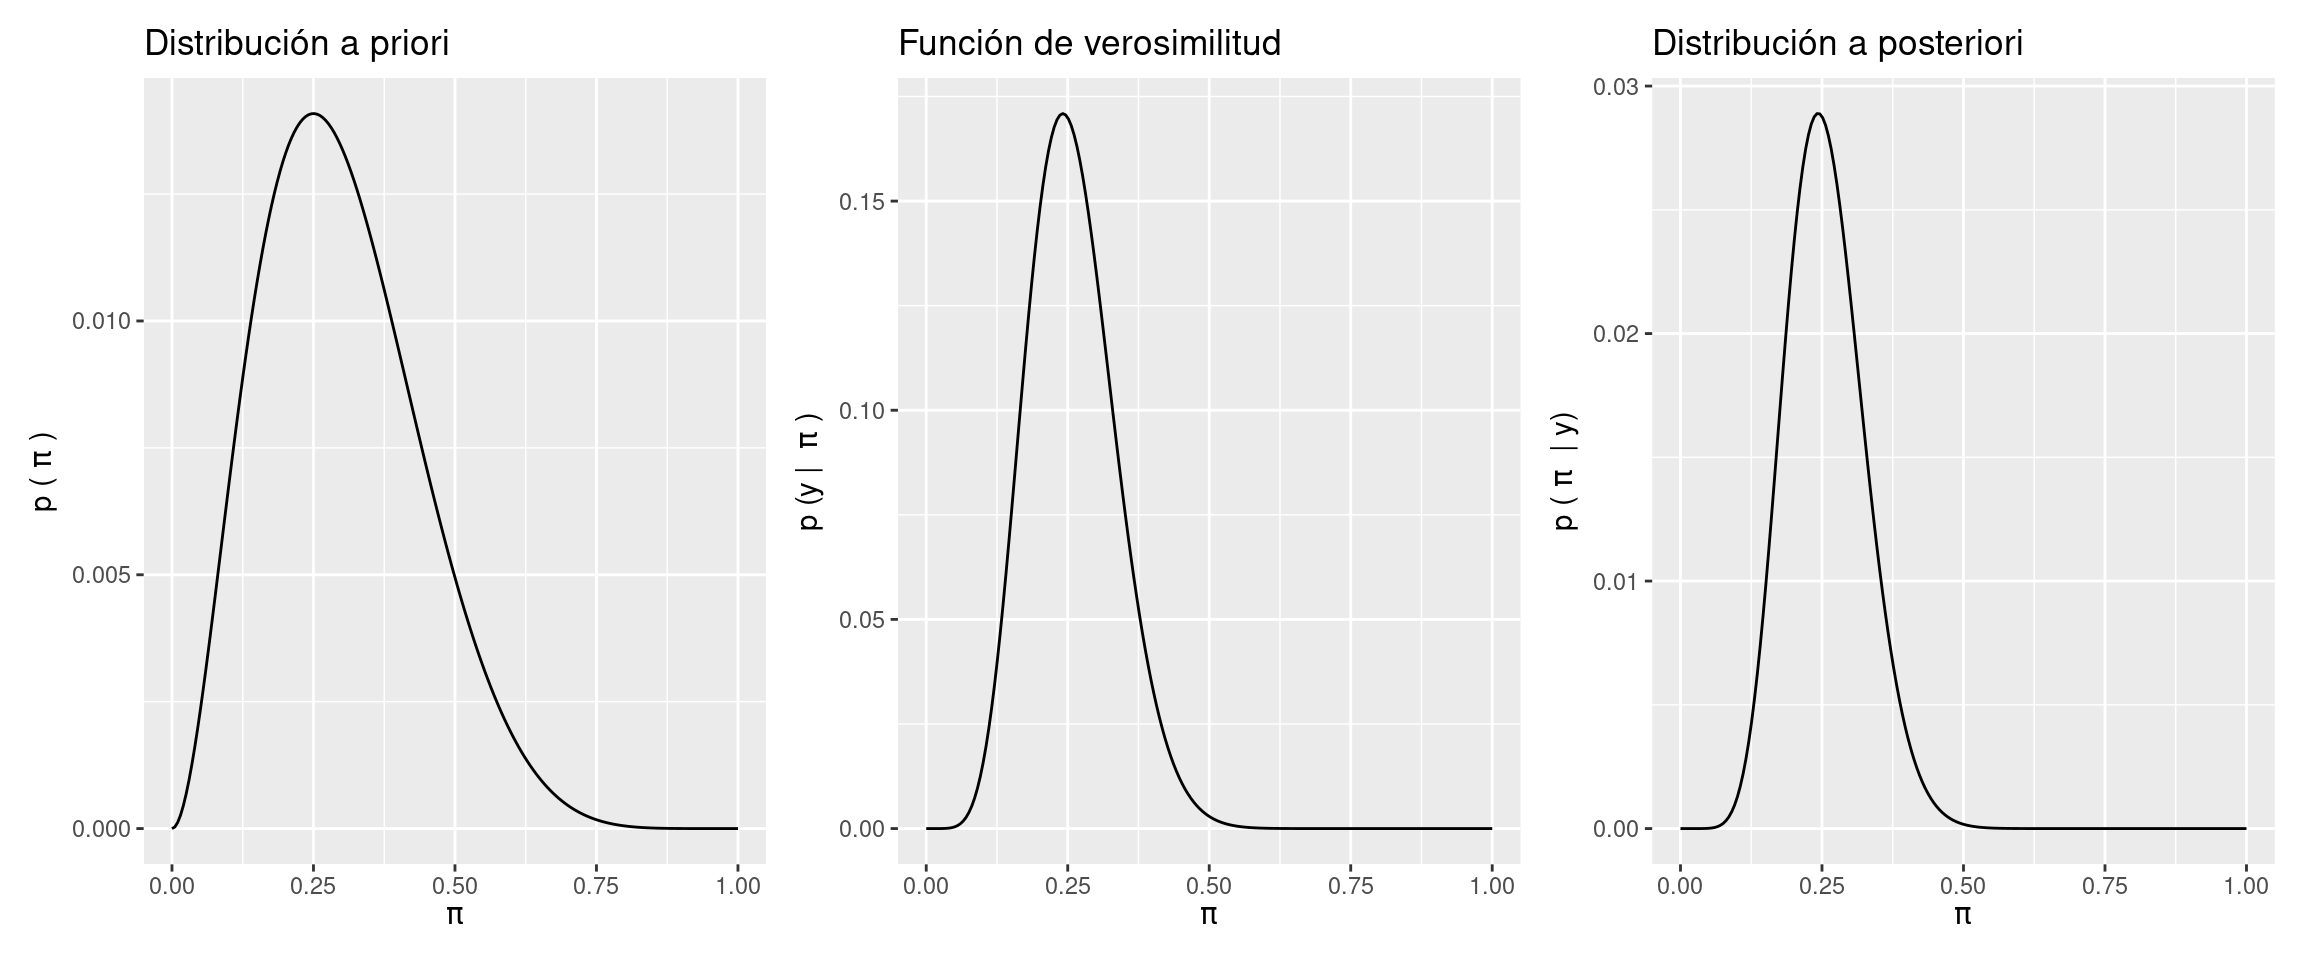 Distribución a priori
p ( π )
0.010
0.005
0.000
0.00 0.25 0.50 0.75 1.00
π
Función de verosimilitud
p (y | π )
0.15
0.10
0.05
0.00
0.00 0.25 0.50 0.75 1.00
π
Distribución a posteriori
p ( π | y)
0.03
0.02
0.01
0.00
0.00 0.25 0.50 0.75 1.00
π